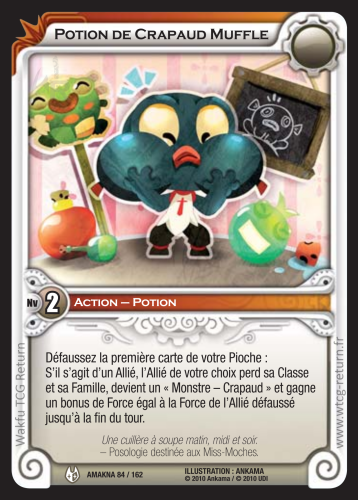 POTION DE CRAPAUD MUFFLE
Nv 2 ACTION – POTION
Défaussez la première carte de votre Pioche :
S'il s'agit d'un Allié, l'Allié de votre choix perd sa Classe
et sa Famille, devient un « Monstre – Crapaud » et gagne
un bonus de Force égal à la Force de l'Allié défaussé
jusqu'à la fin du tour.
Une cuillère à soupe matin, midi et soir.
– Posologie destinée aux Miss-Moches.
AMAKNA 84 / 162
ILLUSTRATION : ANKAMA
© 2010 Ankama / © 2010 UDI
Wakfu TCG Return
www.wtcg-return.fr